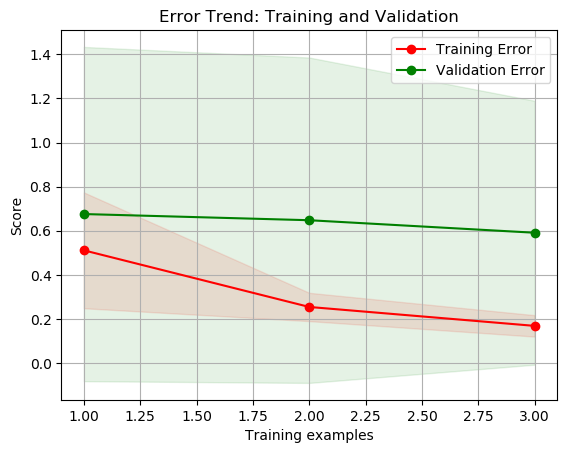 Error Trend: Training and Validation
Training Error
Validation Error
Score
1.4
1.2
1.0
0.8
0.6
0.4
0.2
0.0
1.00 1.25 1.50 1.75 2.00 2.25 2.50 2.75 3.00
Training examples